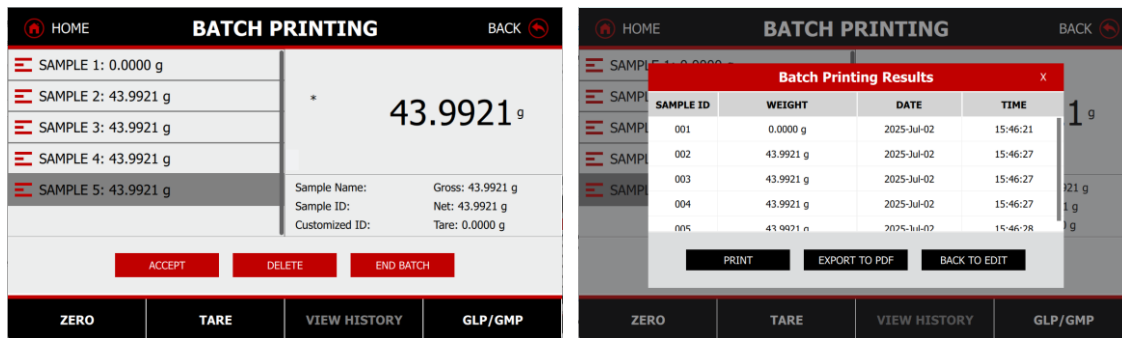 HOME BATCH PRINTING BACK
SAMPLE 1: 0.0000 g
SAMPLE 2: 43.9921 g
SAMPLE 3: 43.9921 g
SAMPLE 4: 43.9921 g
SAMPLE 5: 43.9921 g
* 43.9921 g
Sample Name: Gross: 43.9921 g
Sample ID: Net: 43.9921 g
Customized ID: Tare: 0.0000 g
ACCEPT DELETE END BATCH
ZERO TARE VIEW HISTORY GLP/GMP
HOME BATCH PRINTING BACK
Batch Printing Results X
SAMPLE ID WEIGHT DATE TIME
001 0.0000 g 2025-Jul-02 15:46:21
002 43.9921 g 2025-Jul-02 15:46:27
003 43.9921 g 2025-Jul-02 15:46:27
004 43.9921 g 2025-Jul-02 15:46:27
005 43.9921 g 2025-Jul-02 15:46:28
PRINT EXPORT TO PDF BACK TO EDIT
ZERO TARE VIEW HISTORY GLP/GMP